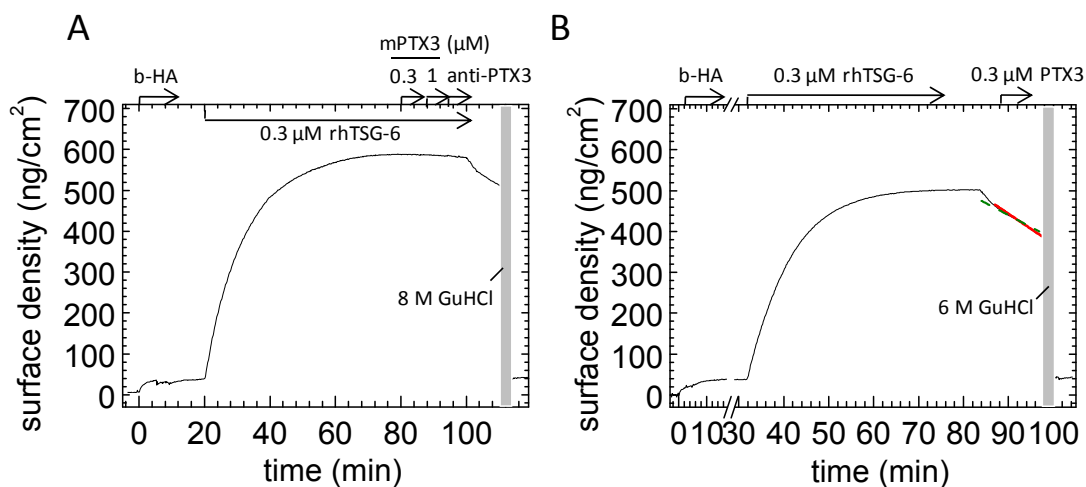 A
mPTX3 (μM)
b-HA
0.3 1 anti-PTX3
0.3 μM rhTSG-6
8 M GuHCl
surface density (ng/cm²)
700
600
500
400
300
200
100
0
0 20 40 60 80 100
time (min)
B
b-HA
0.3 μM rhTSG-6
0.3 μM PTX3
6 M GuHCl
surface density (ng/cm²)
700
600
500
400
300
200
100
0
0 10 30 40 50 60 70 80 90 100
time (min)